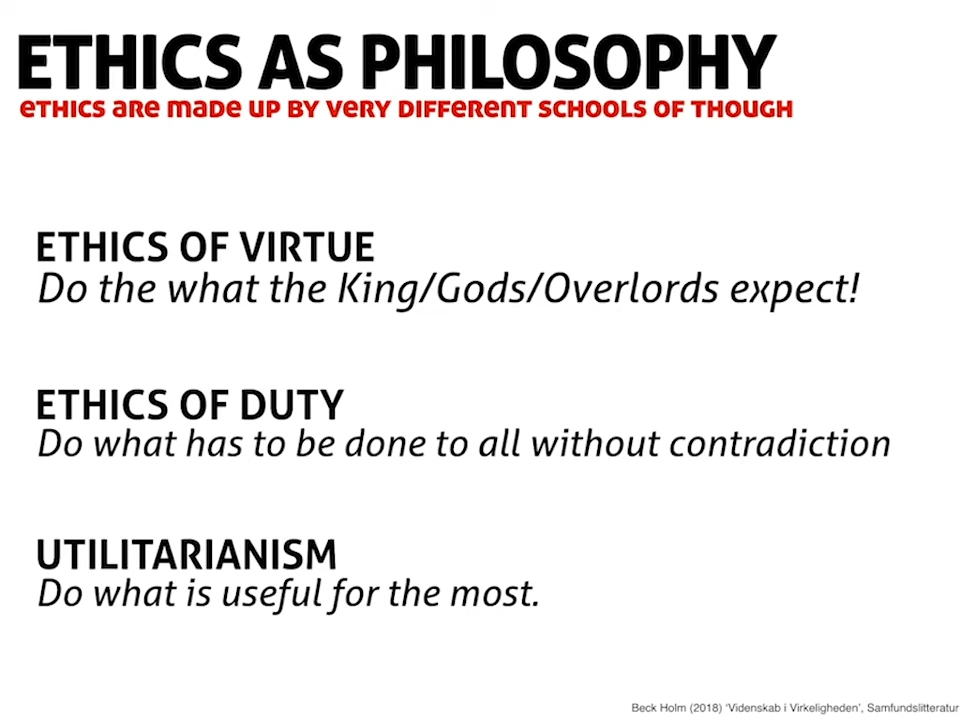 ETHICS AS PHILOSOPHY
eTHICS are made UP BY VeRY DIFFerenT SCHOOLS OF THOUGH
ETHICS OF VIRTUE
Do the what the King/Gods/Overlords expect!
ETHICS OF DUTY
Do what has to be done to all without contradiction
UTILITARIANISM
Do what is useful for the most.
Beck Holm (2018) 'Videnskab i Virkeligheden', Samfundslitteratur